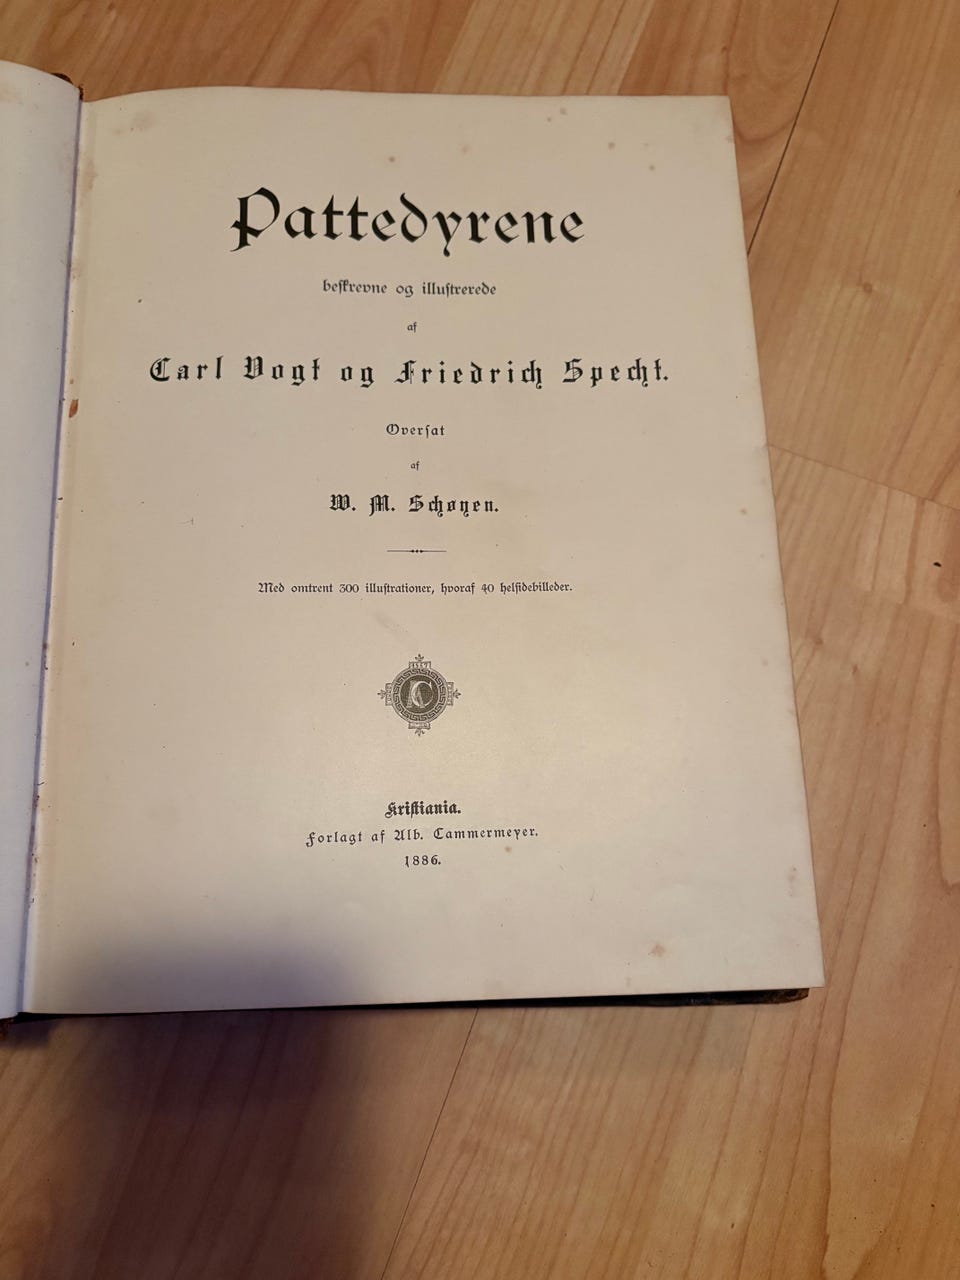 Pattedyrene
beskrevne og illustrerede
af
Carl Vogt og Friedrich Specht.
Oversat
af
W. M. Schøyen.
Med omtrent 300 illustrationer, hvoraf 40 helsidebilleder.
Kristiania.
Forlagt af Alb. Cammermeyer.
1886.